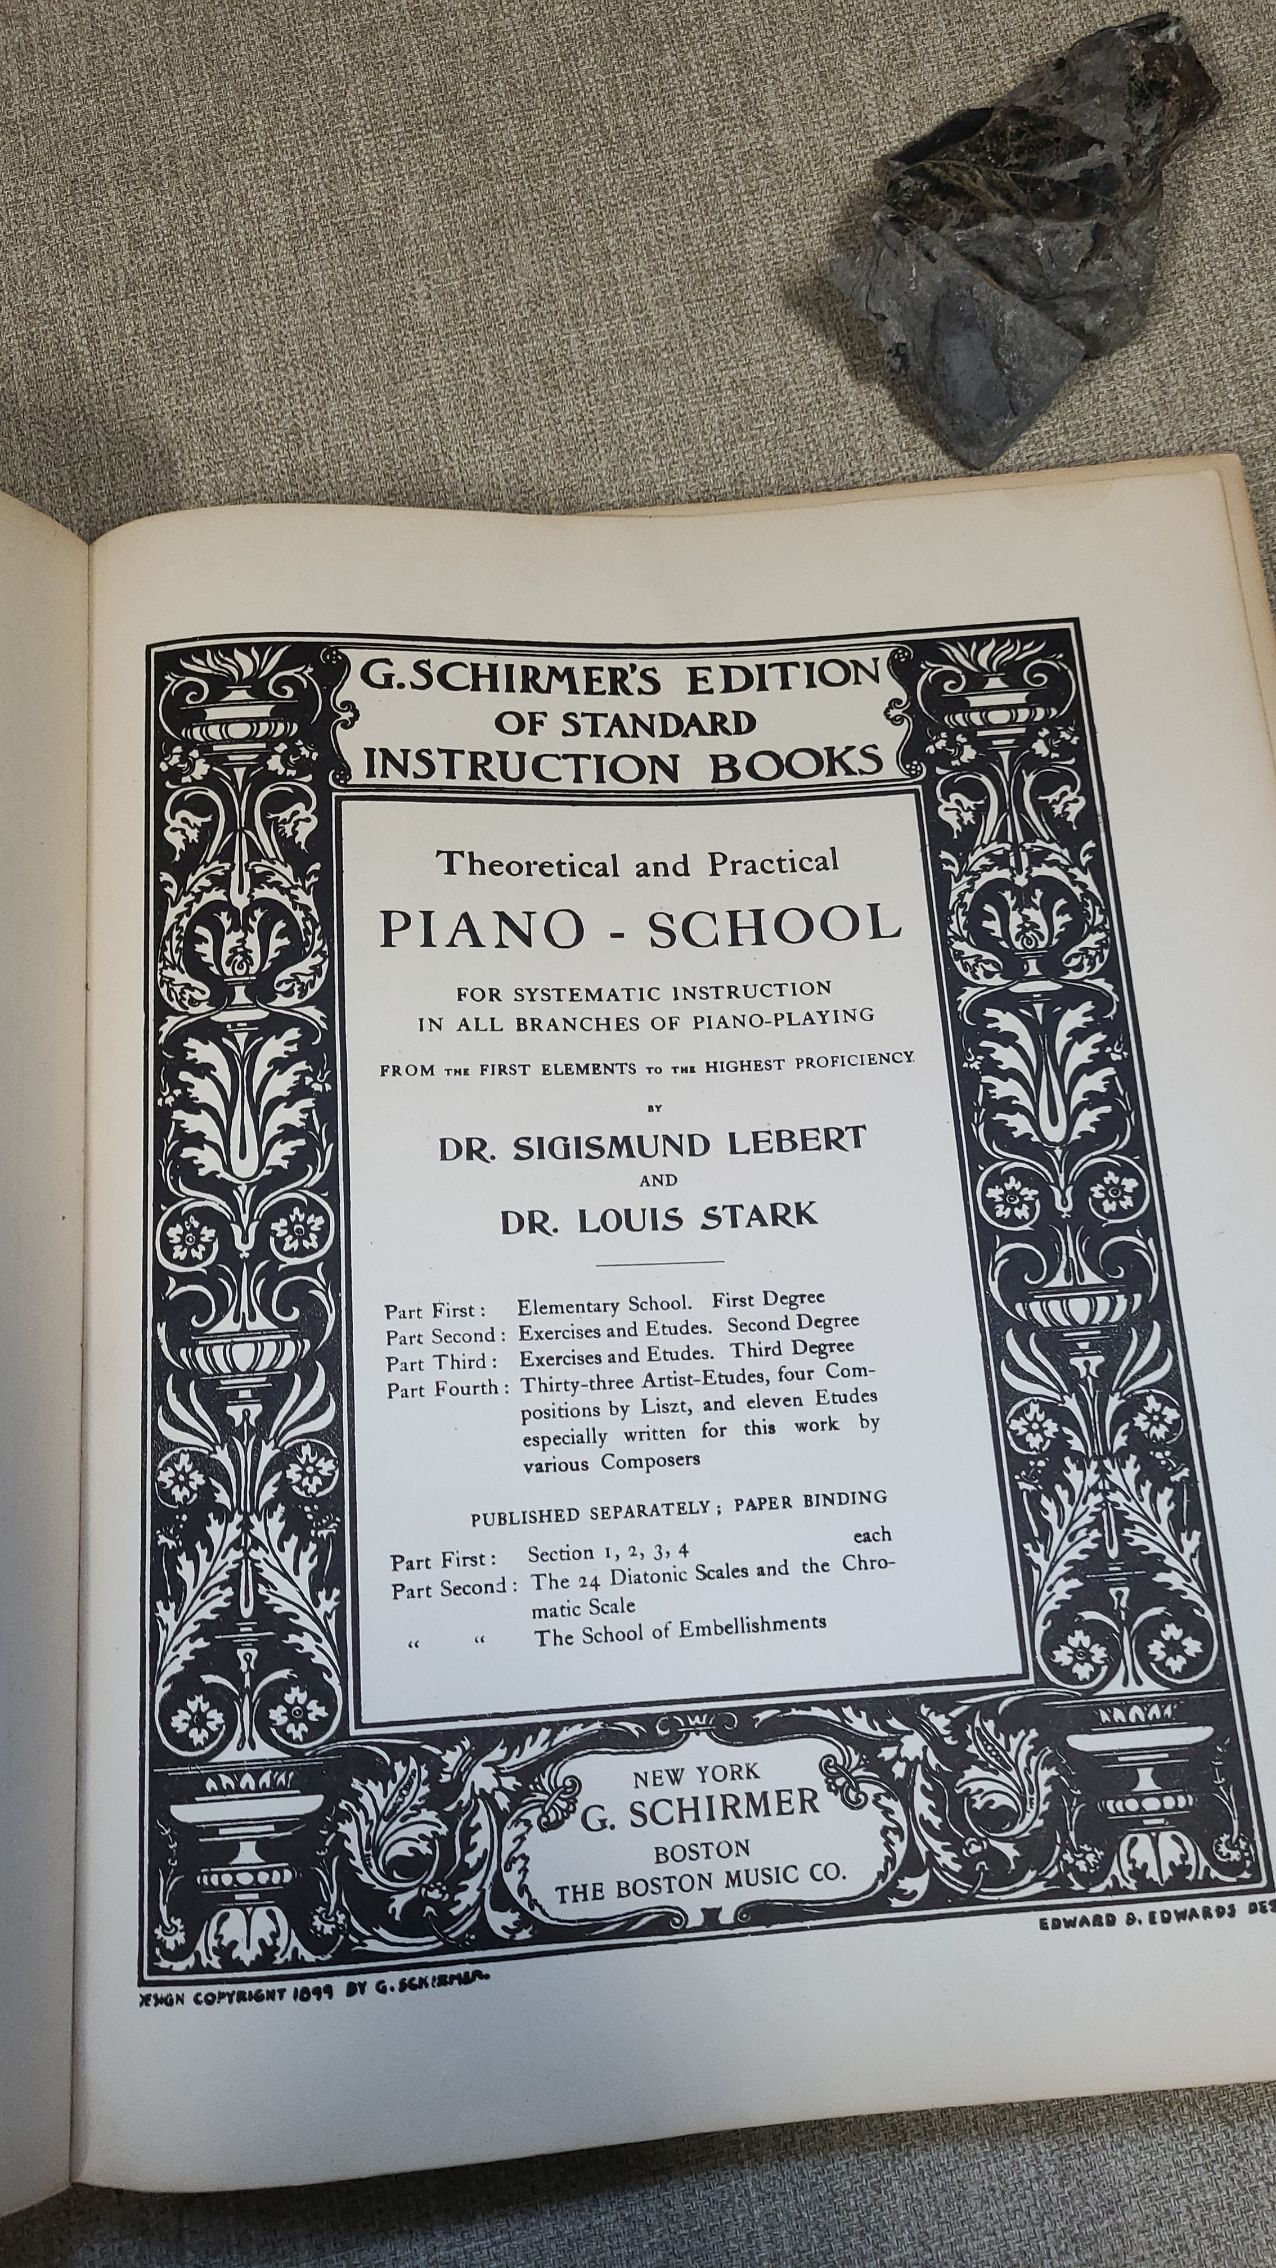 G. SCHIRMER'S EDITION
OF STANDARD
INSTRUCTION BOOKS
Theoretical and Practical
PIANO - SCHOOL
FOR SYSTEMATIC INSTRUCTION
IN ALL BRANCHES OF PIANO-PLAYING
FROM THE FIRST ELEMENTS TO THE HIGHEST PROFICIENCY.
BY
DR. SIGISMUND LEBERT
AND
DR. LOUIS STARK
Part First: Elementary School. First Degree
Part Second: Exercises and Etudes. Second Degree
Part Third: Exercises and Etudes. Third Degree
Part Fourth: Thirty-three Artist-Etudes, four Com-
positions by Liszt, and eleven Etudes
especially written for this work by
various Composers
PUBLISHED SEPARATELY; PAPER BINDING
Part First: Section 1, 2, 3, 4 each
Part Second: The 24 Diatonic Scales and the Chro-
matic Scale
“ “ The School of Embellishments
NEW YORK
G. SCHIRMER
BOSTON
THE BOSTON MUSIC CO.
DESIGN COPYRIGHT 1899 BY G. SCHIRMER.
EDWARD B. EDWARDS DES